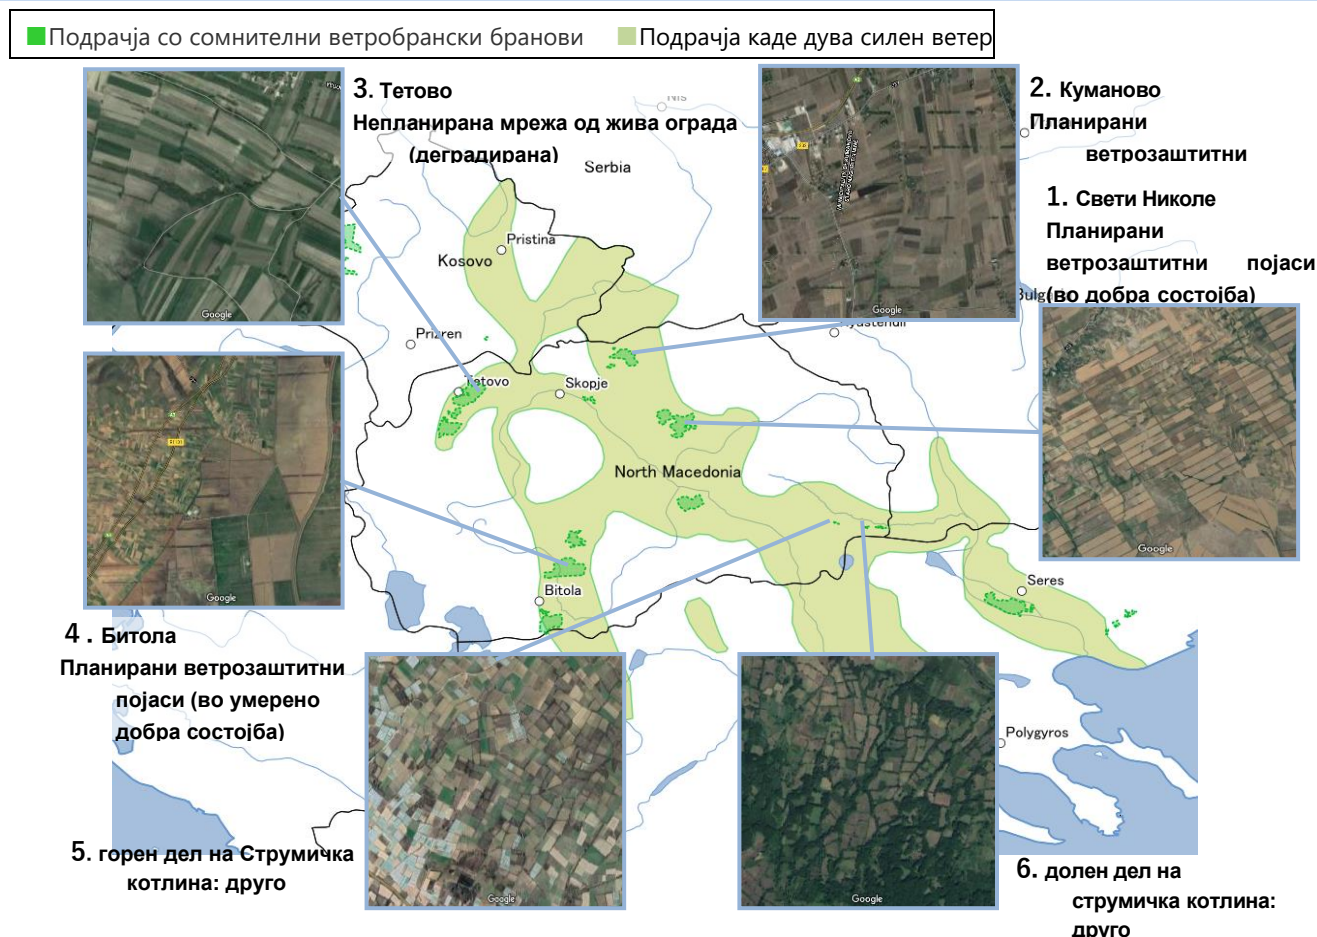 Подрачја со сомнителни ветробрански бранови
Подрачја каде дува силен ветер
3. Тетово
Непланирана мрежа од жива ограда
(деградирана)
2. Куманово
Планирани
ветрозаштитни
1. Свети Николе
Планирани
ветрозаштитни појаси
(во добра состојба)
Serbia
Pristina
Kosovo
Prizren
Tetovo
Skopje
North Macedonia
Bitola
Seres
Polygyros
Google
Google
Google
Google
Google
Google
4. Битола
Планирани ветрозаштитни
појаси (во умерено
добра состојба)
5. горен дел на Струмичка
котлина: друго
6. долен дел на
струмичка котлина:
друго